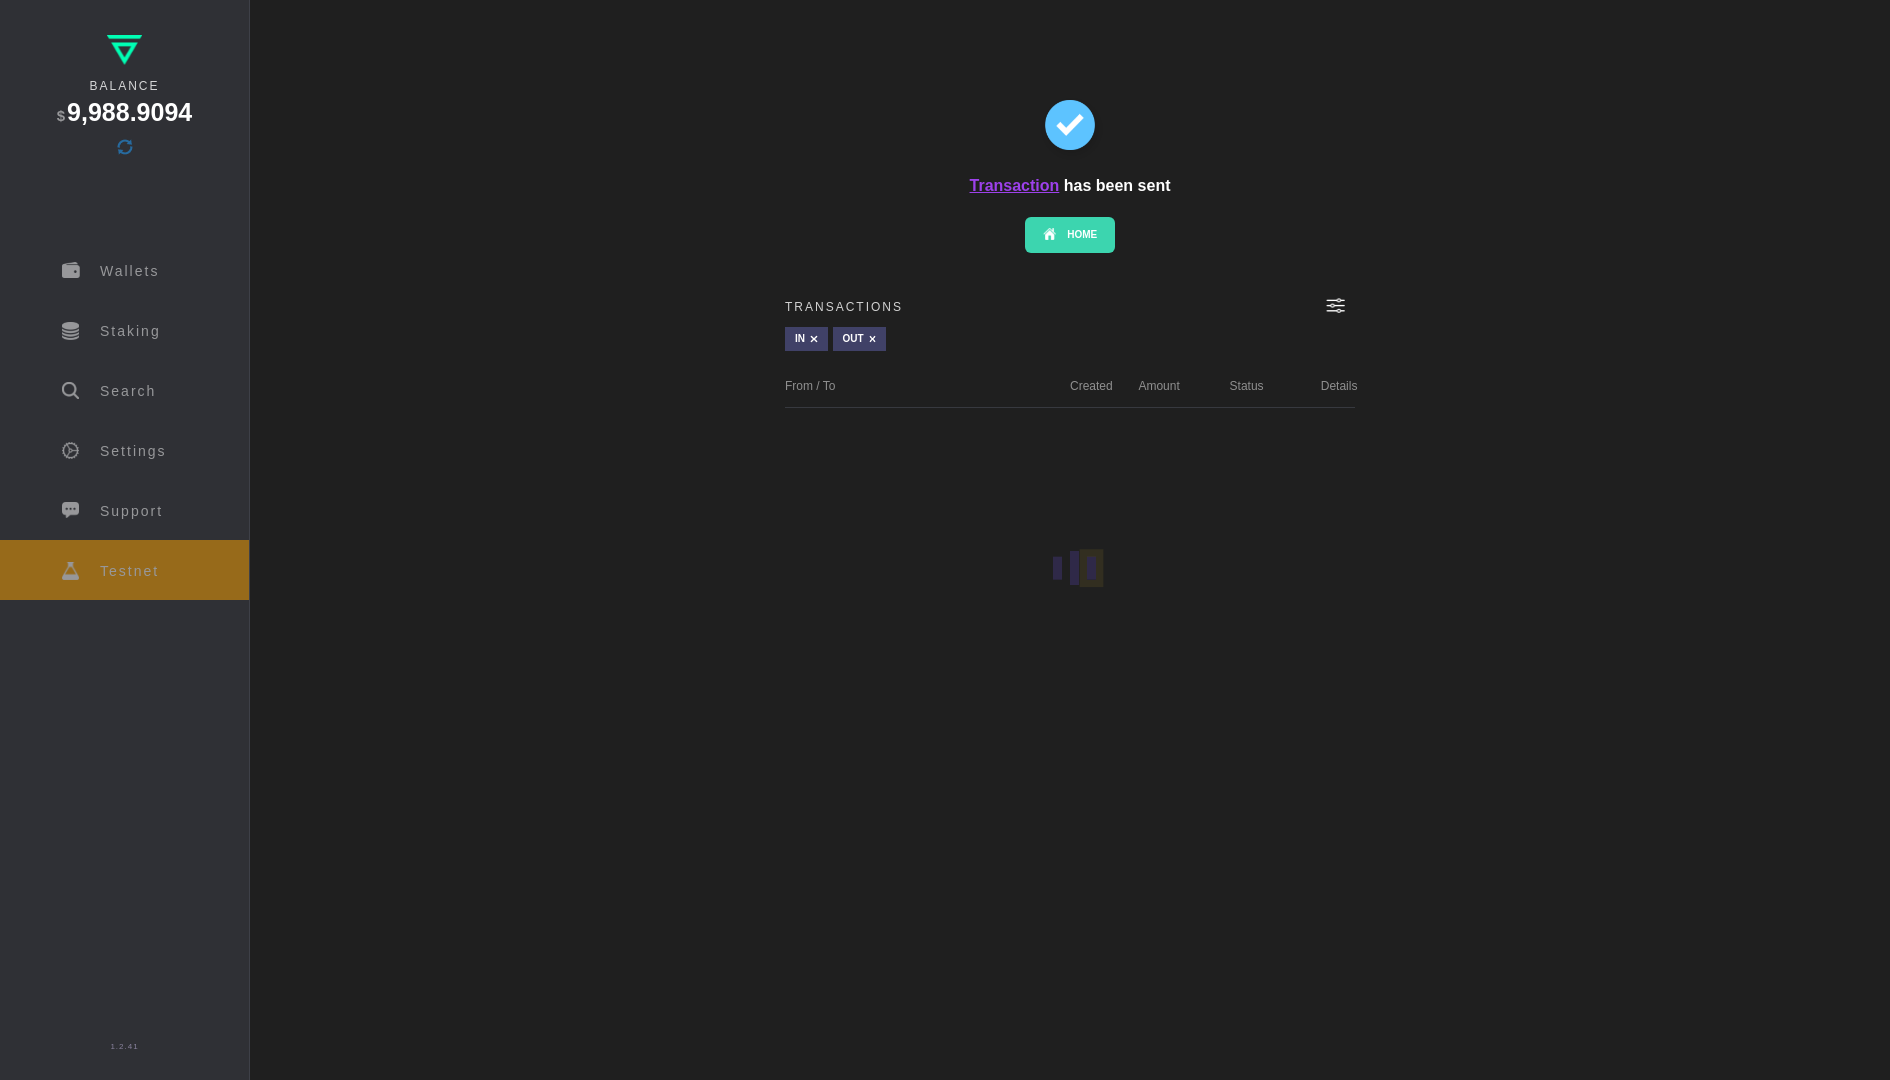 BALANCE
$9,988.9094
Wallets
Staking
Search
Settings
Support
Testnet
1.2.41
Transaction has been sent
HOME
TRANSACTIONS
IN × OUT ×
From / To Created Amount Status Details